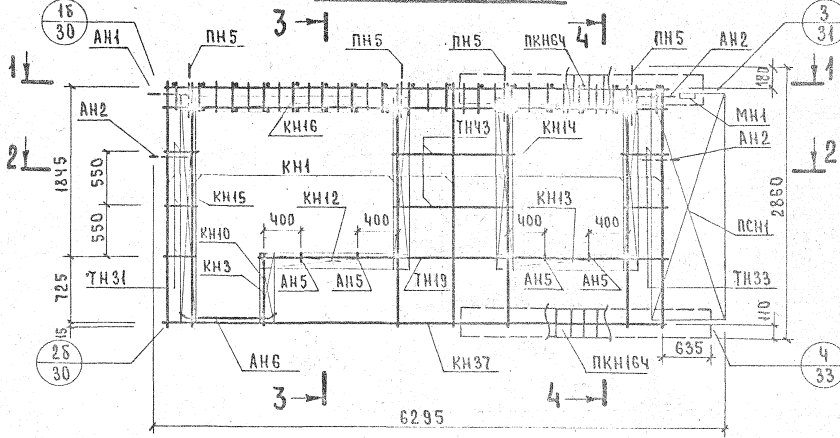 1б
30
АН1
ПН5
3
ПН5
ПН5
ПКН64
4
ПН5
АН2
3
31
1
1
180
МН1
АН2
КН16
ТН43
КН14
АН2
2
2
1845
550
550
КН1
КН15
КН12
КН13
2860
КН10
400
400
400
400
ПСН1
КН3
725
ТН31
АН5
АН5
ТН19
АН5
АН5
ТН33
15
110
2б
30
АН6
КН37
ПКН164
635
4
33
3
4
6295